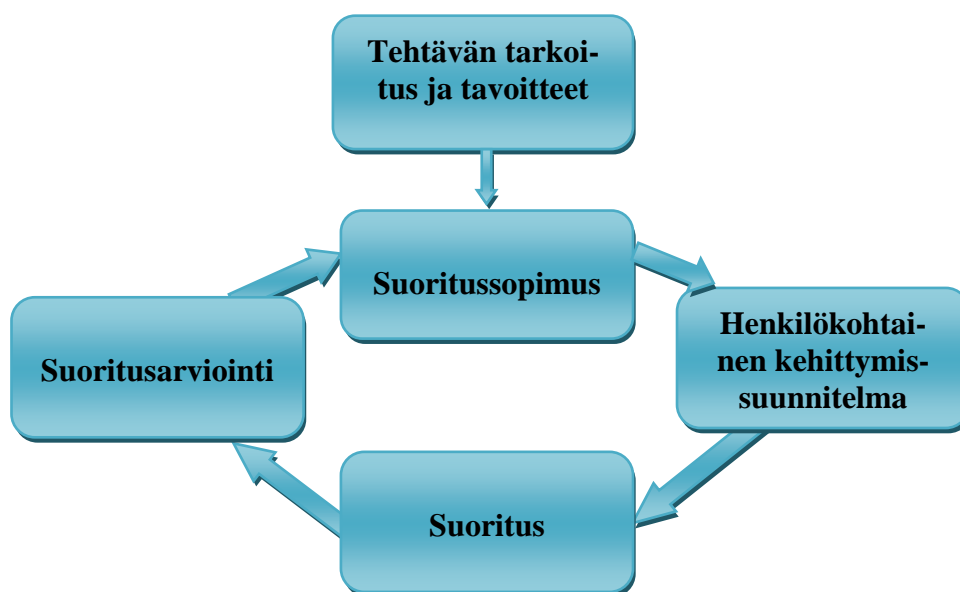 Tehtävän tarkoi-
tus ja tavoitteet
Suoritussopimus
Henkilökohtai-
nen kehittymis-
suunnitelma
Suoritusarviointi
Suoritus